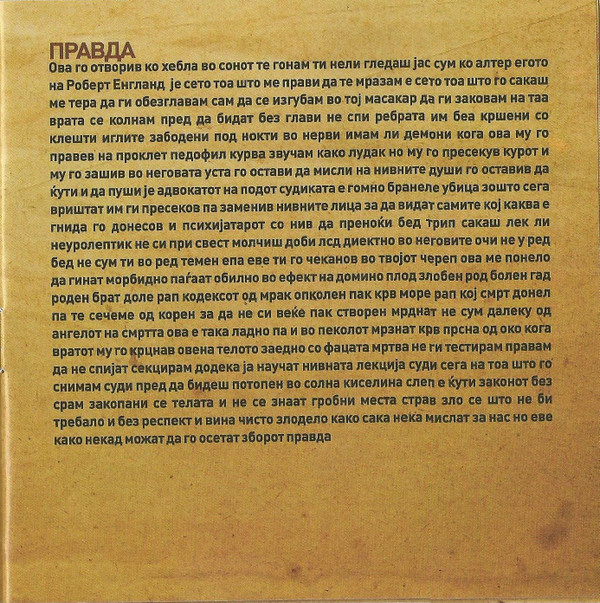 ПРАВДА
Ова го отворив ко хебла во сонот те гонам ти нели гледаш јас сум ко алтер егото
на Роберт Енгланд је сето тоа што ме прави да те мразам е сето тоа што го сакаш
ме тера да ги обезглавам сам да се изгубам во тој масакар да ги заковам на таа
врата се колнам пред да бидат без глави не спи ребрата им беа кршени со
клешти иглите забодени под нокти во нерви имам ли демони кога ова му го
правев на проклет педофил курва звучам како лудак но му го пресекув курот и
му го зашив во неговата уста го остави да мисли на нивните души го оставив да
ќути и да пуши је адвокатот на подот судиката е гомно бранеле убица зошто сега
вриштат им ги пресеков па заменив нивните лица за да видат самите кој каква е
гнида го донесов и психијатарот со нив да преноќи бед трип сакаш лек ли
неуролептик не си при свест молчиш доби лсд диектно во неговите очи не у ред
бед не сум ти во ред темен епа еве ти го чеканов во твојот череп ова ме понело
да гинат морбидно паѓаат обилно во ефект на домино плод злобен род болен гад
роден брат доле рап кодексот од мрак опколен пак крв море рап кој смрт донел
па те сечеме од корен за да не си веќе пак створен мрднат не сум далеку од
ангелот на смртта ова е така ладно па и во пеколот мрзнат крв прсна од око кога
вратот му го крцнав овена телото заедно со фацата мртва не ги тестирам правам
да не спијат секцирам додека ја научат нивната лекција суди сега на тоа што го
снимам суди пред да бидеш потопен во солна киселина слеп е ќути законот без
срам закопани се телата и не се знаат гробни места страв зло се што не би
требало и без респект и вина чисто злодело како сака нека мислат за нас но еве
како некад можат да го осетат зборот правда